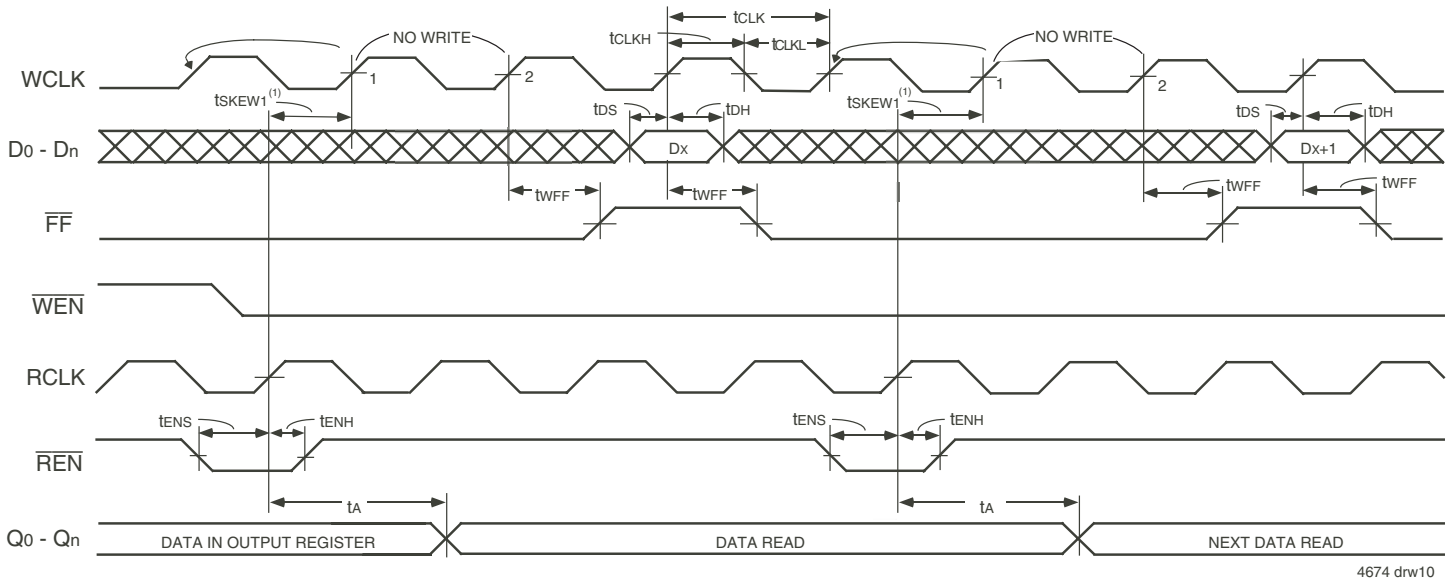 tCLK
NO WRITE
tCLKH
tCLKL
NO WRITE
WCLK
1
2
1
2
tSKEW1(1)
tDS
tDH
tSKEW1(1)
tDS
tDH
D0 - Dn
DX
DX+1
tWFF
tWFF
tWFF
tWFF
FF
WEN
RCLK
tENS
tENH
tENS
tENH
REN
tA
tA
Q0 - Qn
DATA IN OUTPUT REGISTER
DATA READ
NEXT DATA READ
4674 drw10